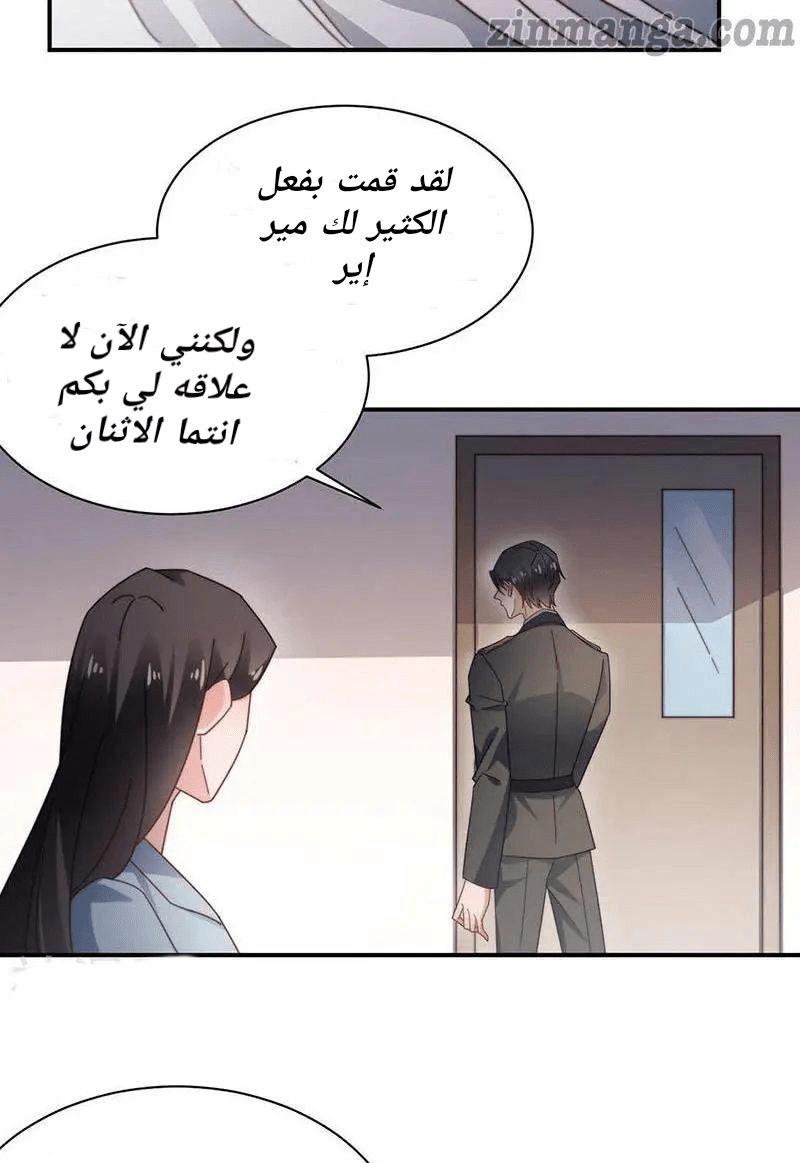 zinmanga.com
لقد قمت بفعل
الكثير لك مير
إير
ولكنني الآن لا
علاقه لي بكم
انتما الاثنان